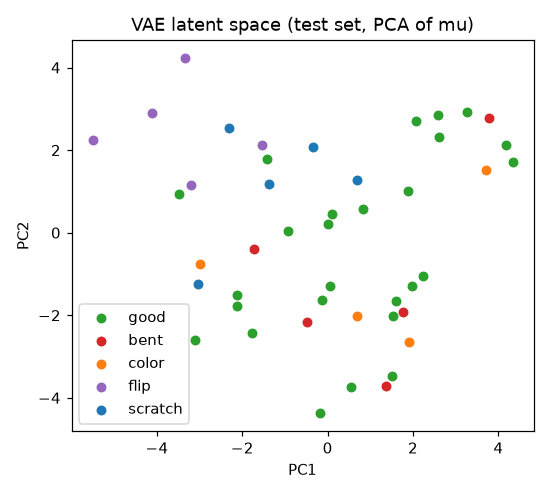 VAE latent space (test set, PCA of mu)
4
2
0
−2
−4
PC2
good
bent
color
flip
scratch
−4
−2
0
2
4
PC1